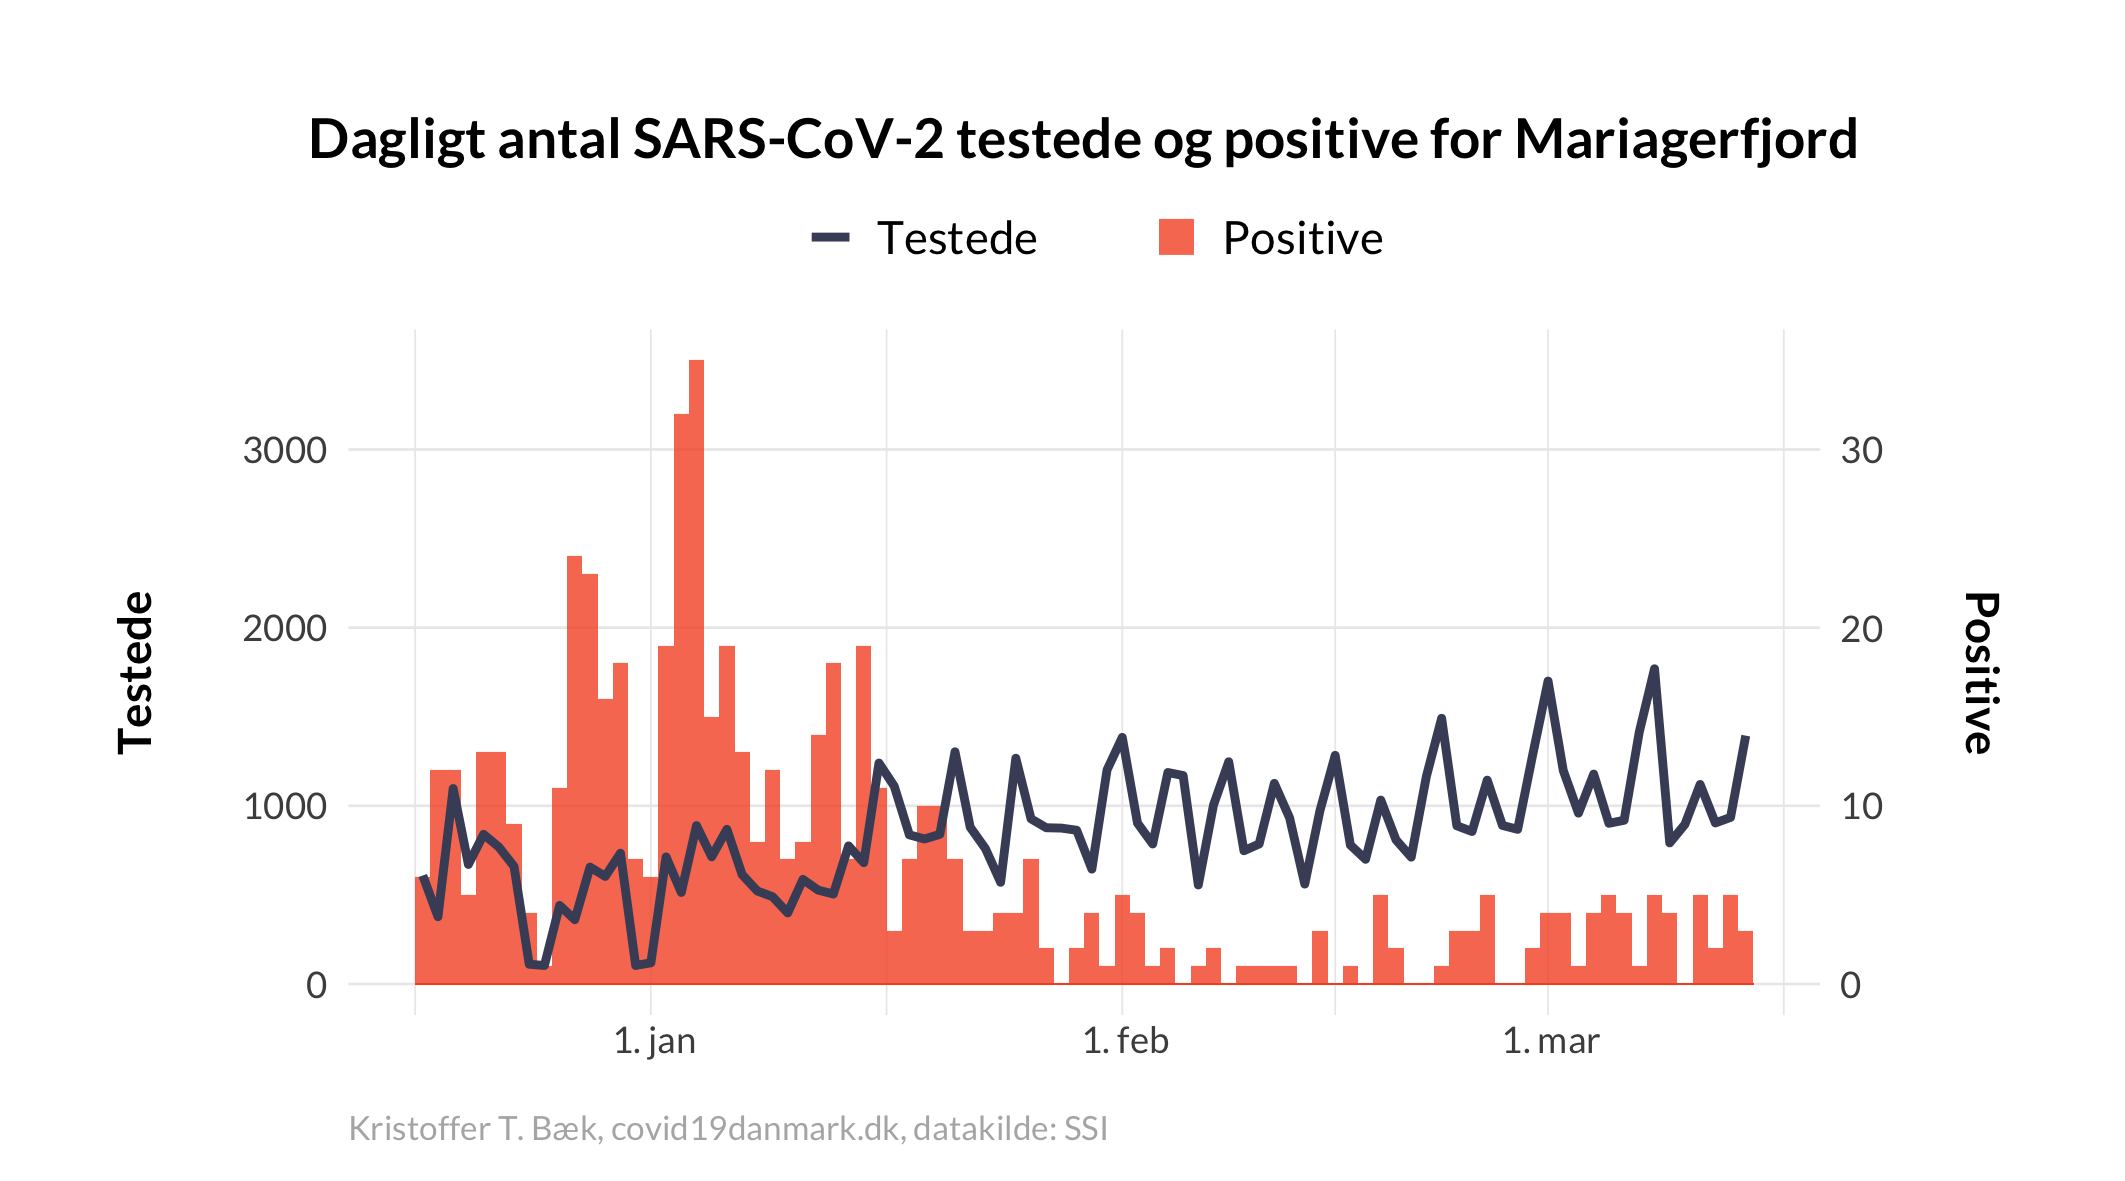 Dagligt antal SARS-CoV-2 testede og positive for Mariagerfjord
Testede
Positive
3000
2000
1000
0
30
20
10
0
Testede
Positive
1. jan
1. feb
1. mar
Kristoffer T. Bæk, covid19danmark.dk, datakilde: SSI